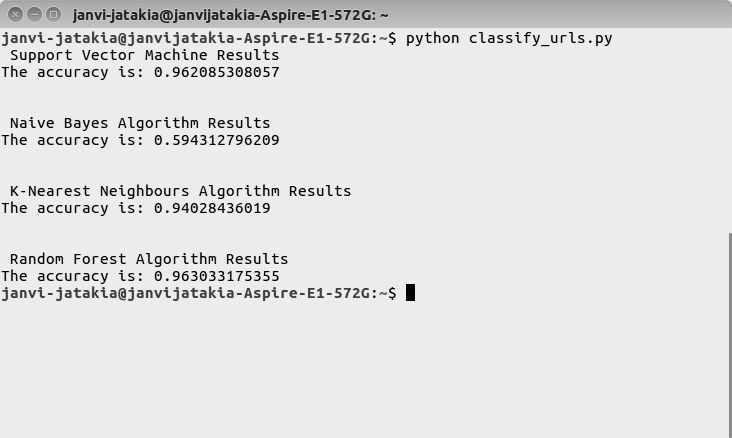 janvi-jatakia@janvijatakia-Aspire-E1-572G: ~
janvi-jatakia@janvijatakia-Aspire-E1-572G:~$ python classify_urls.py
Support Vector Machine Results
The accuracy is: 0.962085308057
Naive Bayes Algorithm Results
The accuracy is: 0.594312796209
K-Nearest Neighbours Algorithm Results
The accuracy is: 0.94028436019
Random Forest Algorithm Results
The accuracy is: 0.963033175355
janvi-jatakia@janvijatakia-Aspire-E1-572G:~$